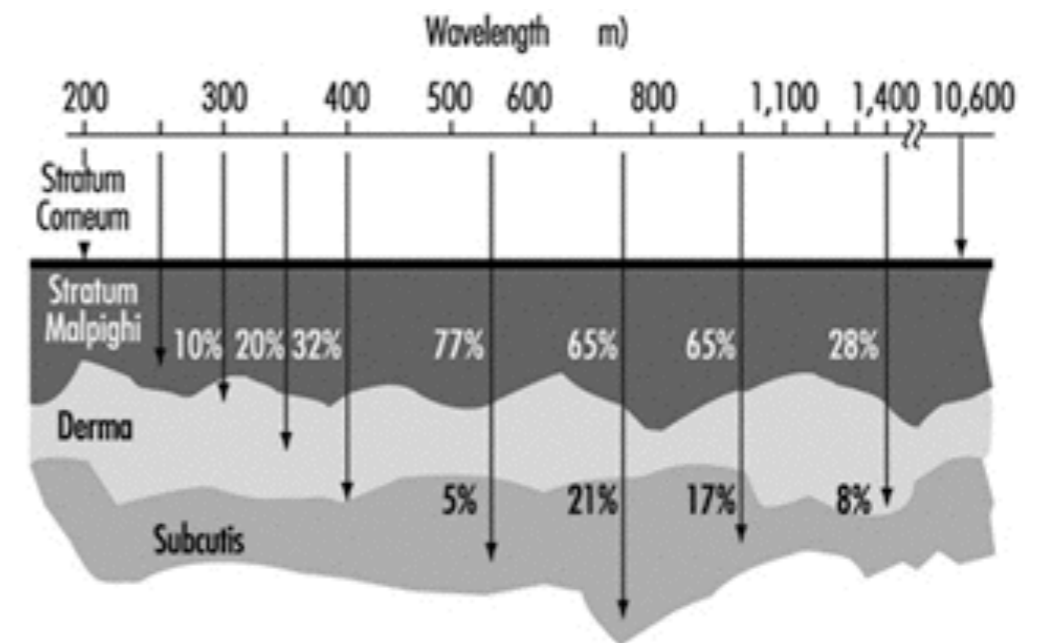 Wavelength m)
200 300 400 500 600 800 1,100 1,400 10,600
Stratum
Corneum
Stratum
Malpighi
10% 20% 32% 77% 65% 65% 28%
Derma
5% 21% 17% 8%
Subcutis